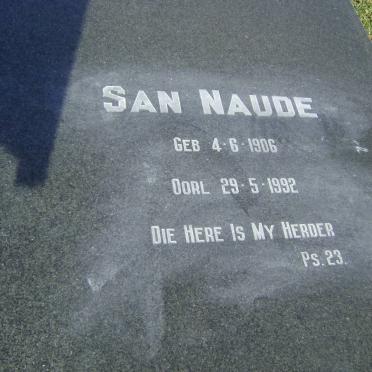 SAN NAUDE
GEB 4·6·1906
OORL 29·5·1992
DIE HERE IS MY HERDER
PS.23.